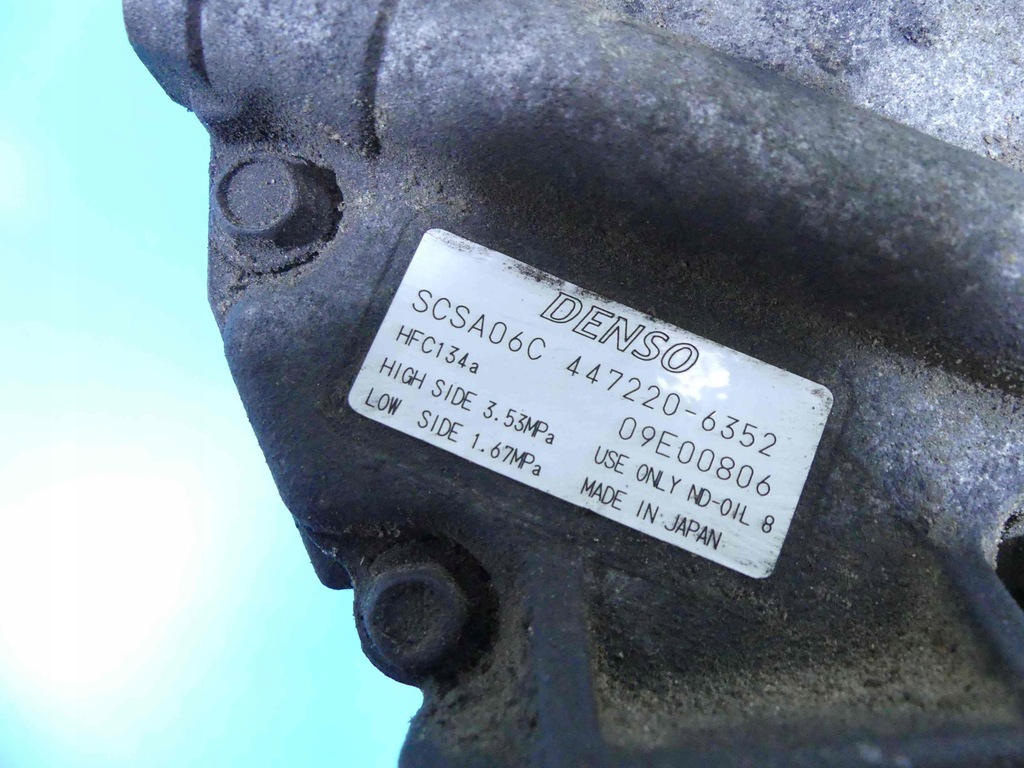 DENSO
SCSA06C 447220-6352
HFC134a 09E00806
HIGH SIDE 3.53MPa USE ONLY ND-OIL 8
LOW SIDE 1.67MPa MADE IN JAPAN